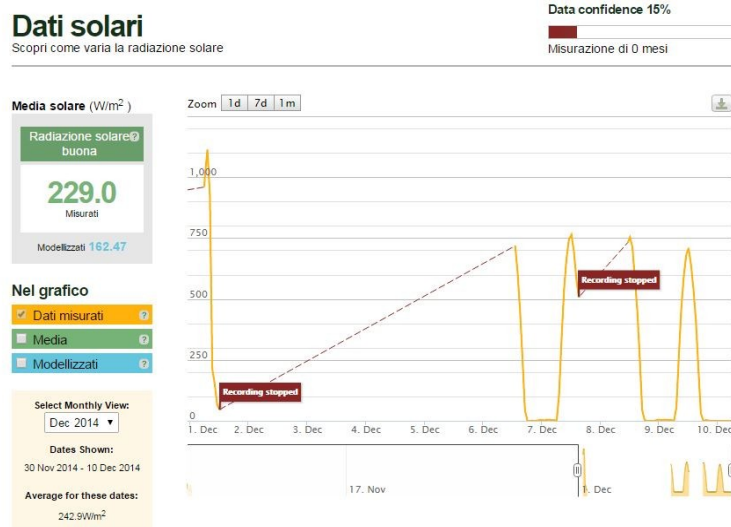 Dati solari
Scopri come varia la radiazione solare
Data confidence 15%
Misurazione di 0 mesi
Media solare (W/m²)
Radiazione solare
buona
229.0
Misurati
Modellizzati 162.47
Nel grafico
Dati misurati
Media
Modellizzati
Select Monthly View:
Dec 2014
Dates Shown:
30 Nov 2014 - 10 Dec 2014
Average for these dates:
242.9W/m²
Zoom 1d 7d 1m
1,000
750
500
250
0
Recording stopped
Recording stopped
1. Dec 2. Dec 3. Dec 4. Dec 5. Dec 6. Dec 7. Dec 8. Dec 9. Dec 10. Dec
17. Nov 1. Dec